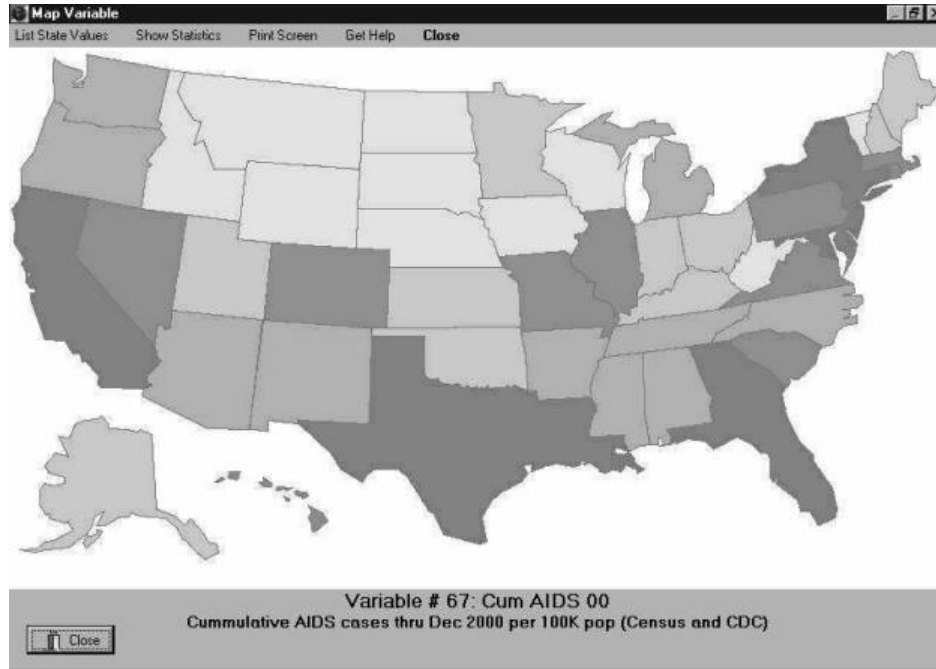 Map Variable
List State Values Show Statistics Print Screen Get Help Close
Variable # 67: Cum AIDS 00
Cummulative AIDS cases thru Dec 2000 per 100K pop (Census and CDC)
Close